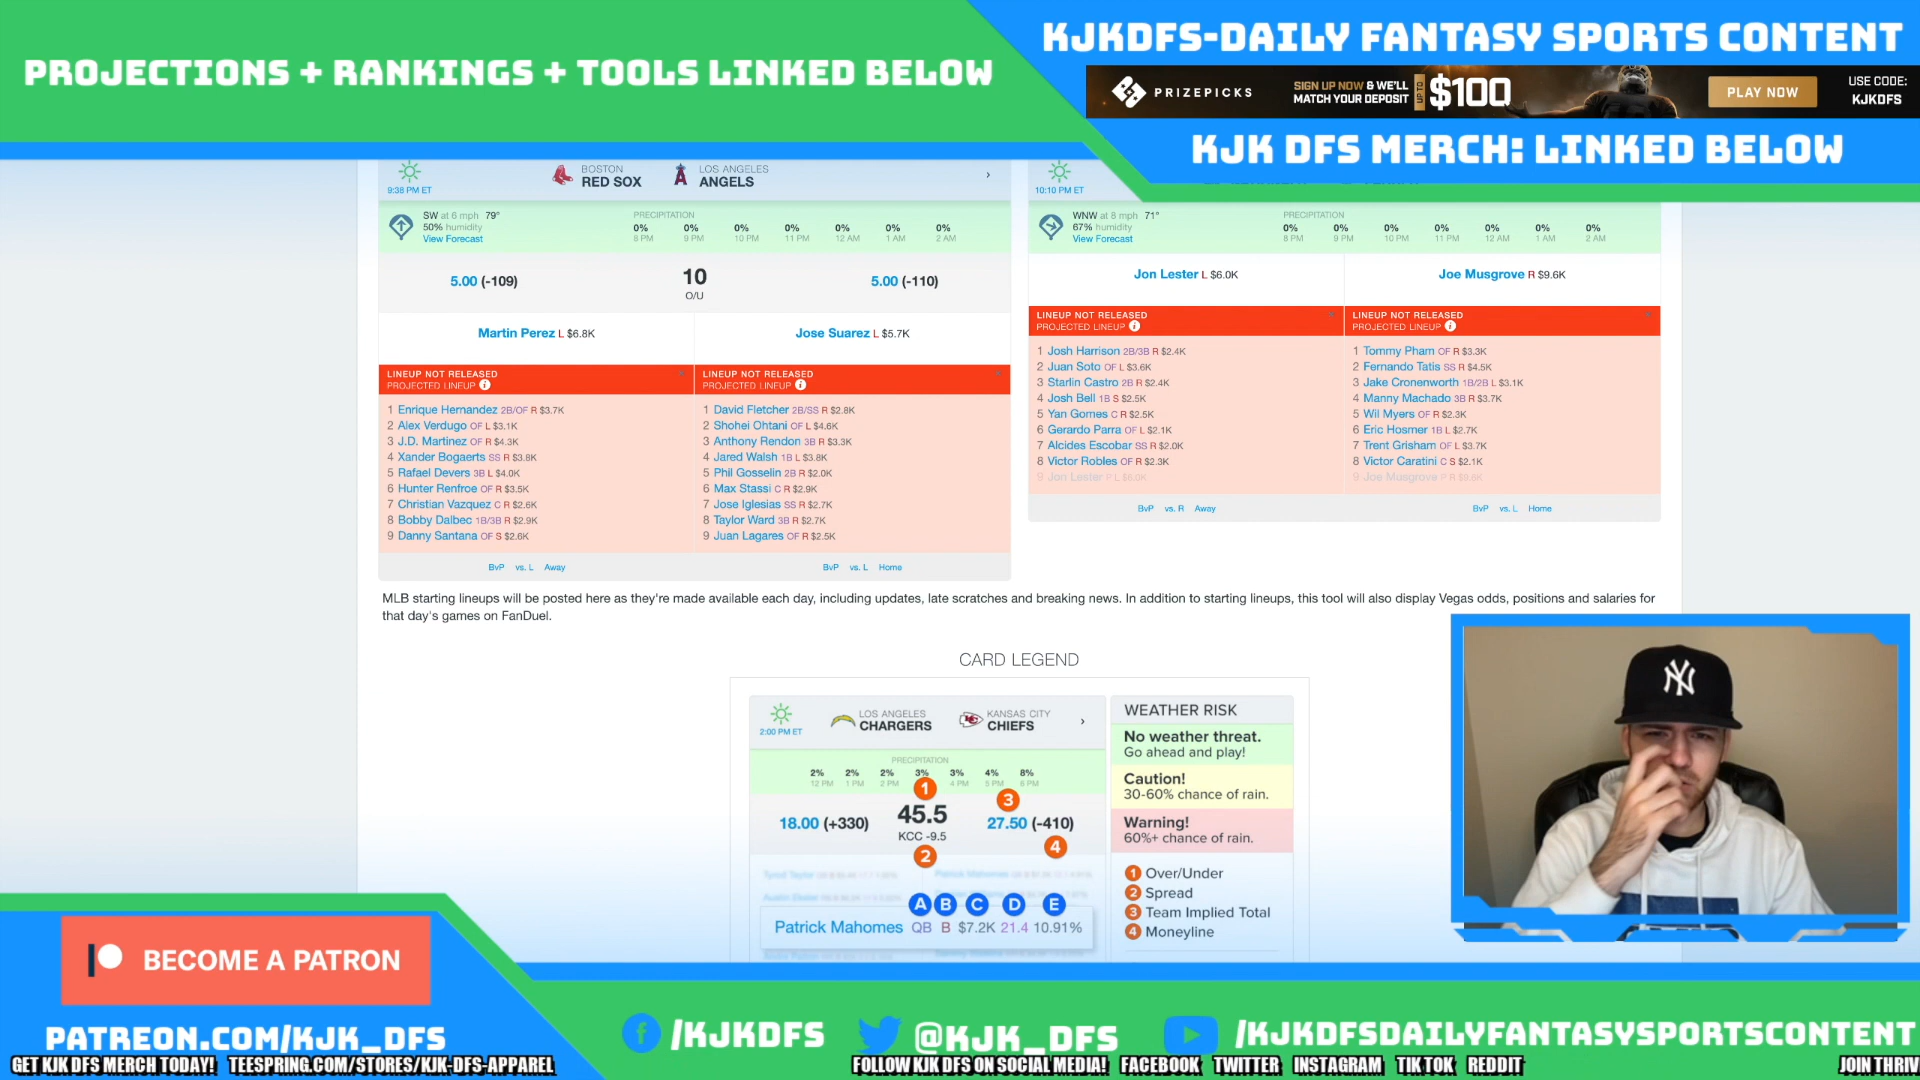 PROJECTIONS + RANKINGS + TOOLS LINKED BELOW
KJKDFS-DAILY FANTASY SPORTS CONTENT
PRIZEPICKS
SIGN UP NOW & WE'LL
MATCH YOUR DEPOSIT
UP TO
$100
PLAY NOW
USE CODE:
KJKDFS
KJK DFS MERCH: LINKED BELOW
9:38 PM ET
BOSTON
RED SOX
LOS ANGELES
ANGELS
SW at 6 mph 79°
50% humidity
View Forecast
PRECIPITATION
0% 0% 0% 0% 0% 0% 0%
8 PM 9 PM 10 PM 11 PM 12 AM 1 AM 2 AM
5.00 (-109)
10
O/U
5.00 (-110)
Martin Perez L $6.8K
Jose Suarez L $5.7K
LINEUP NOT RELEASED
PROJECTED LINEUP
1 Enrique Hernandez 2B/OF R $3.7K
2 Alex Verdugo OF L $3.1K
3 J.D. Martinez OF R $4.3K
4 Xander Bogaerts SS R $3.8K
5 Rafael Devers 3B L $4.0K
6 Hunter Renfroe OF R $3.5K
7 Christian Vazquez C R $2.6K
8 Bobby Dalbec 1B/3B R $2.9K
9 Danny Santana OF S $2.6K
BvP vs. L Away
LINEUP NOT RELEASED
PROJECTED LINEUP
1 David Fletcher 2B/SS R $2.8K
2 Shohei Ohtani OF L $4.6K
3 Anthony Rendon 3B R $3.3K
4 Jared Walsh 1B L $3.8K
5 Phil Gosselin 2B R $2.0K
6 Max Stassi C R $2.9K
7 Jose Iglesias SS R $2.7K
8 Taylor Ward 3B R $2.7K
9 Juan Lagares OF R $2.5K
BvP vs. L Home
10:10 PM ET
WNW at 8 mph 71°
67% humidity
View Forecast
PRECIPITATION
0% 0% 0% 0% 0% 0% 0%
8 PM 9 PM 10 PM 11 PM 12 AM 1 AM 2 AM
Jon Lester L $6.0K
Joe Musgrove R $9.6K
LINEUP NOT RELEASED
PROJECTED LINEUP
1 Josh Harrison 2B/3B R $2.4K
2 Juan Soto OF L $3.6K
3 Starlin Castro 2B R $2.4K
4 Josh Bell 1B S $2.5K
5 Yan Gomes C R $2.5K
6 Gerardo Parra OF L $2.1K
7 Alcides Escobar SS R $2.0K
8 Victor Robles OF R $2.3K
9 Jon Lester P L $6.0K
BvP vs. R Away
LINEUP NOT RELEASED
PROJECTED LINEUP
1 Tommy Pham OF R $3.3K
2 Fernando Tatis SS R $4.5K
3 Jake Cronenworth 1B/2B L $3.1K
4 Manny Machado 3B R $3.7K
5 Wil Myers OF R $2.3K
6 Eric Hosmer 1B L $2.7K
7 Trent Grisham OF L $3.7K
8 Victor Caratini C S $2.1K
9 Joe Musgrove P R $9.6K
BvP vs. L Home
MLB starting lineups will be posted here as they're made available each day, including updates, late scratches and breaking news. In addition to starting lineups, this tool will also display Vegas odds, positions and salaries for
that day's games on FanDuel.
CARD LEGEND
2:00 PM ET
LOS ANGELES
CHARGERS
KANSAS CITY
CHIEFS
PRECIPITATION
2% 2% 2% 3% 3% 4% 8%
12 PM 1 PM 2 PM 4 PM 5 PM 6 PM
1
3
18.00 (+330)
45.5
KCC -9.5
27.50 (-410)
2
4
A B C D E
Patrick Mahomes QB B $7.2K 21.4 10.91%
WEATHER RISK
No weather threat.
Go ahead and play!
Caution!
30-60% chance of rain.
Warning!
60%+ chance of rain.
1 Over/Under
2 Spread
3 Team Implied Total
4 Moneyline
NY
BECOME A PATRON
PATREON.COM/KJK_DFS
/KJKDFS
@KJK_DFS
/KJKDFSDAILYFANTASYSPORTSCONTENT
GET KJK DFS MERCH TODAY! TEESPRING.COM/STORES/KJK-DFS-APPAREL
FOLLOW KJK DFS ON SOCIAL MEDIA! FACEBOOK TWITTER INSTAGRAM TIKTOK REDDIT
JOIN THRIV